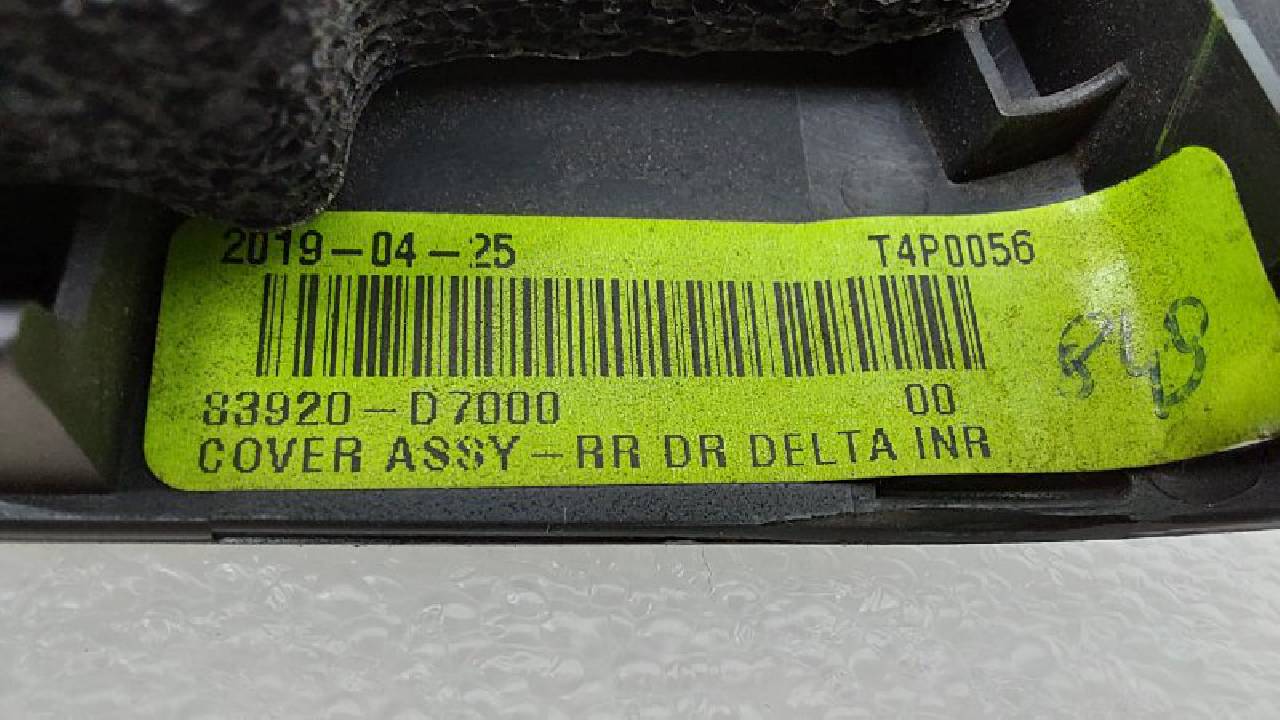 2019-04-25 T4P0056
83920-D7000 00
COVER ASSY-RR DR DELTA INR